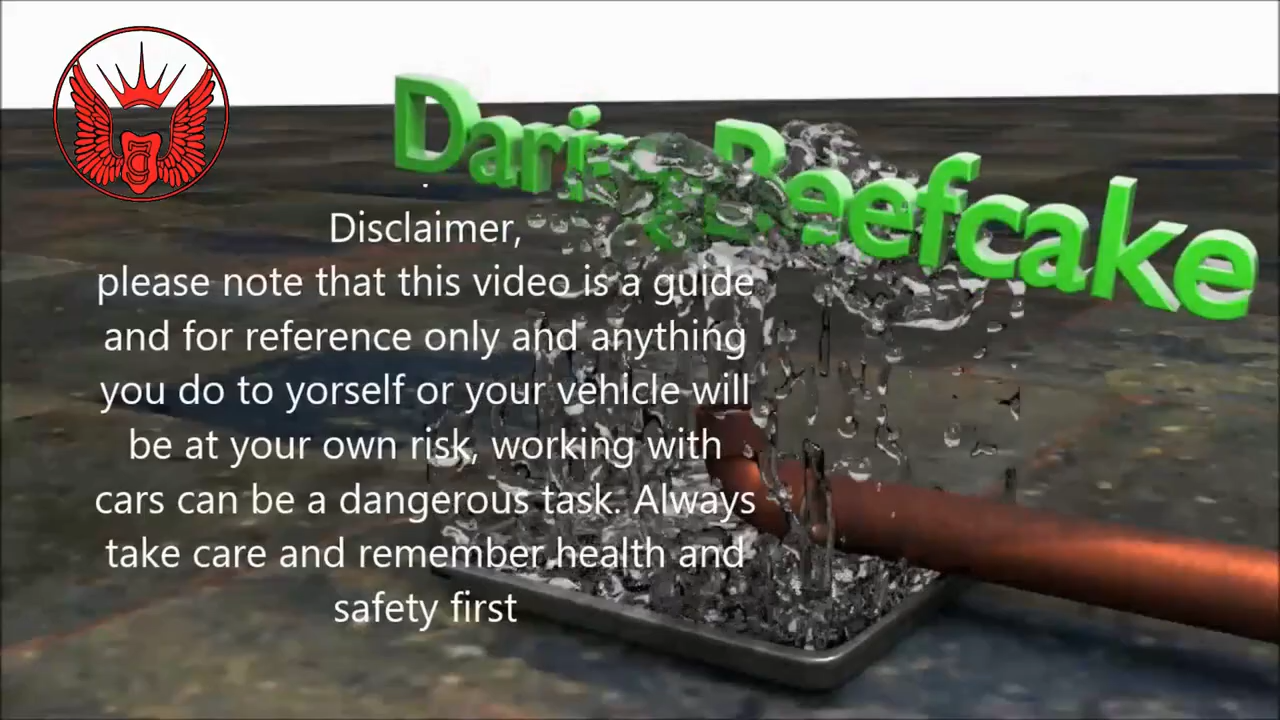 Daring Beefcake
Disclaimer,
please note that this video is a guide
and for reference only and anything
you do to yorself or your vehicle will
be at your own risk, working with
cars can be a dangerous task. Always
take care and remember health and
safety first